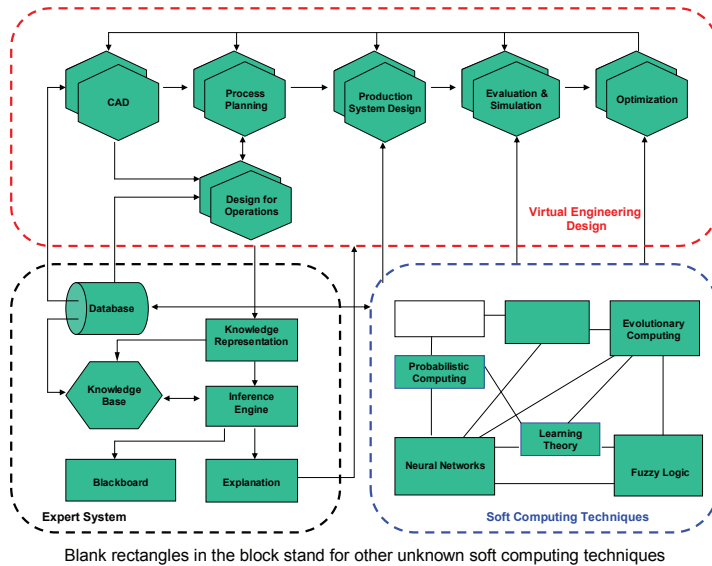 CAD
Process
Planning
Production
System Design
Evaluation &
Simulation
Optimization
Design for
Operations
Virtual Engineering
Design
Database
Knowledge
Representation
Knowledge
Base
Inference
Engine
Blackboard
Explanation
Expert System
Evolutionary
Computing
Probabilistic
Computing
Learning
Theory
Neural Networks
Fuzzy Logic
Soft Computing Techniques
Blank rectangles in the block stand for other unknown soft computing techniques